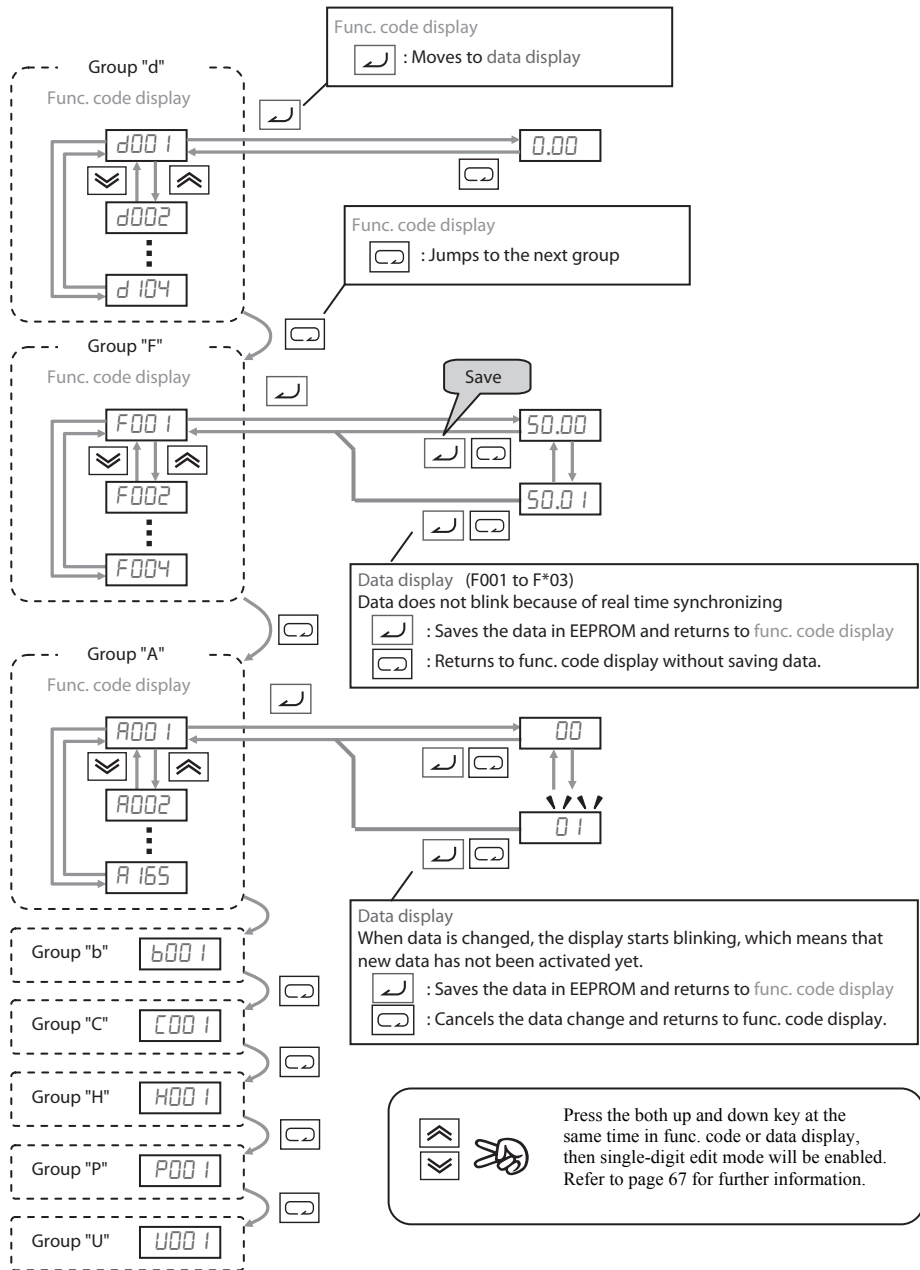 Func. code display
: Moves to data display
Group "d"
Func. code display
d001
0.00
d002
d104
Func. code display
: Jumps to the next group
Group "F"
Func. code display
Save
F001
50.00
F002
50.01
F004
Data display (F001 to F*03)
Data does not blink because of real time synchronizing
: Saves the data in EEPROM and returns to func. code display
: Returns to func. code display without saving data.
Group "A"
Func. code display
A001
00
A002
01
A165
Data display
When data is changed, the display starts blinking, which means that
new data has not been activated yet.
: Saves the data in EEPROM and returns to func. code display
: Cancels the data change and returns to func. code display.
Group "b" b001
Group "C" C001
Group "H" H001
Group "P" P001
Group "U" U001
Press the both up and down key at the
same time in func. code or data display,
then single-digit edit mode will be enabled.
Refer to page 67 for further information.